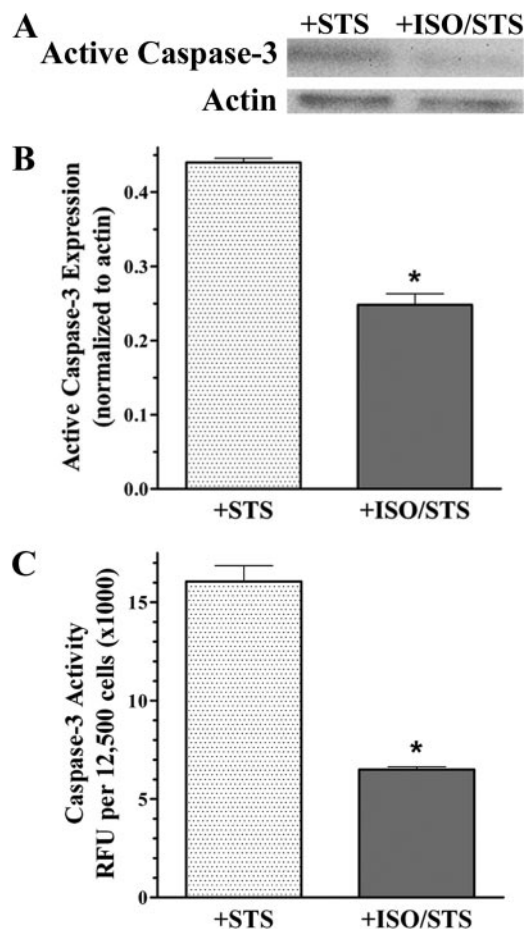 A
+STS +ISO/STS
Active Caspase-3
Actin
B
Active Caspase-3 Expression
(normalized to actin)
0.4
0.3
0.2
0.1
0.0
*
+STS +ISO/STS
C
Caspase-3 Activity
RFU per 12,500 cells (x1000)
15
10
5
0
*
+STS +ISO/STS